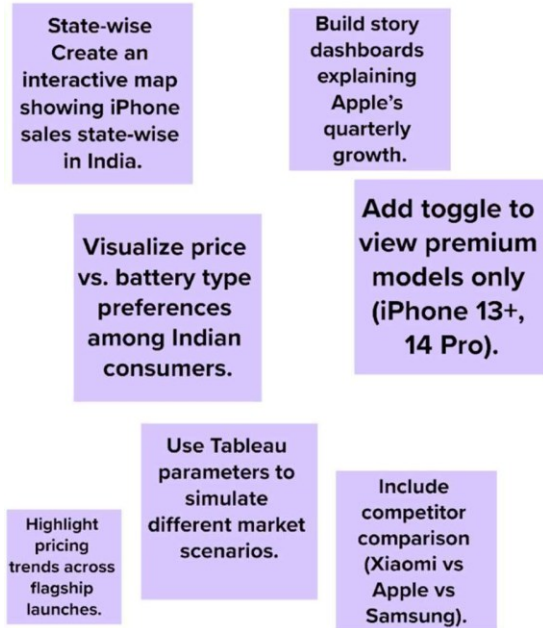 State-wise
Create an
interactive map
showing iPhone
sales state-wise
in India.
Build story
dashboards
explaining
Apple's
quarterly
growth.
Visualize price
vs. battery type
preferences
among Indian
consumers.
Add toggle to
view premium
models only
(iPhone 13+,
14 Pro).
Use Tableau
parameters to
simulate
different market
scenarios.
Highlight
pricing
trends across
flagship
launches.
Include
competitor
comparison
(Xiaomi vs
Apple vs
Samsung).